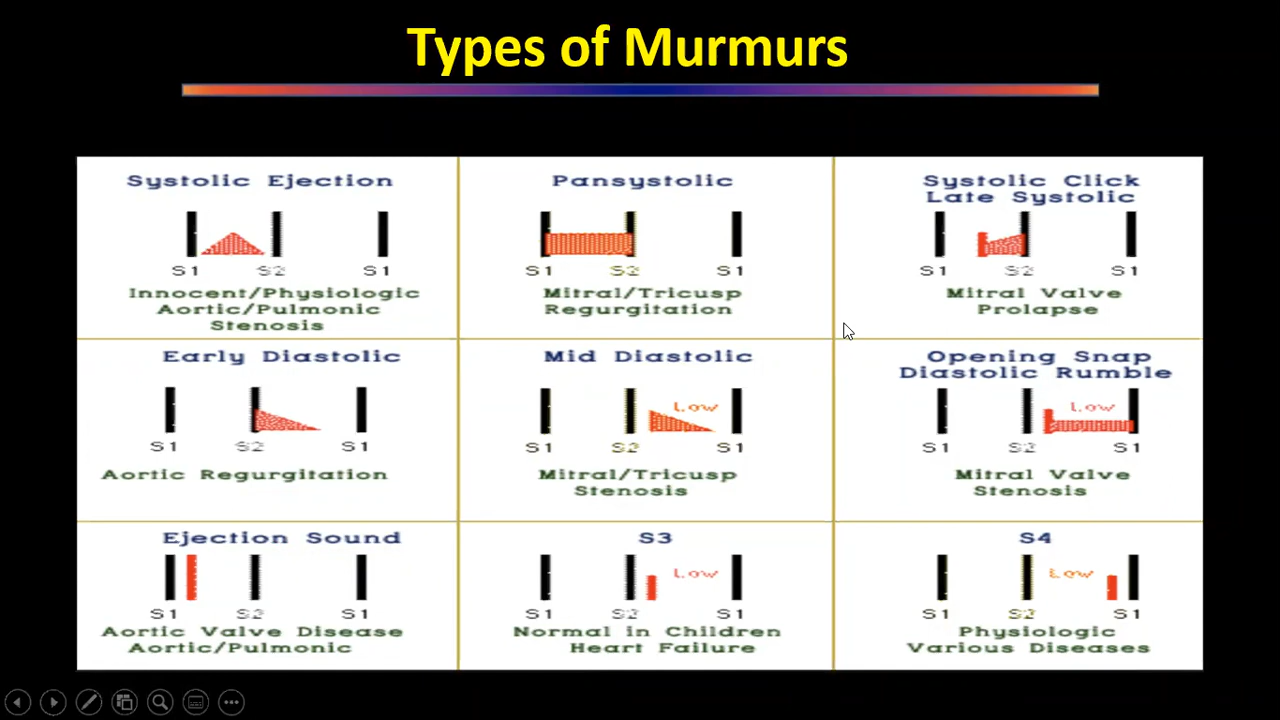 Types of Murmurs
Systolic Ejection
S1 S2 S1
Innocent/Physiologic
Aortic/Pulmonic
Stenosis
Pansystolic
S1 S2 S1
Mitral/Tricusp
Regurgitation
Systolic Click
Late Systolic
S1 S2 S1
Mitral Valve
Prolapse
Early Diastolic
S1 S2 S1
Aortic Regurgitation
Mid Diastolic
Low
S1 S2 S1
Mitral/Tricusp
Stenosis
Opening Snap
Diastolic Rumble
Low
S1 S2 S1
Mitral Valve
Stenosis
Ejection Sound
S1 S2 S1
Aortic Valve Disease
Aortic/Pulmonic
S3
Low
S1 S2 S1
Normal in Children
Heart Failure
S4
Low
S1 S2 S1
Physiologic
Various Diseases